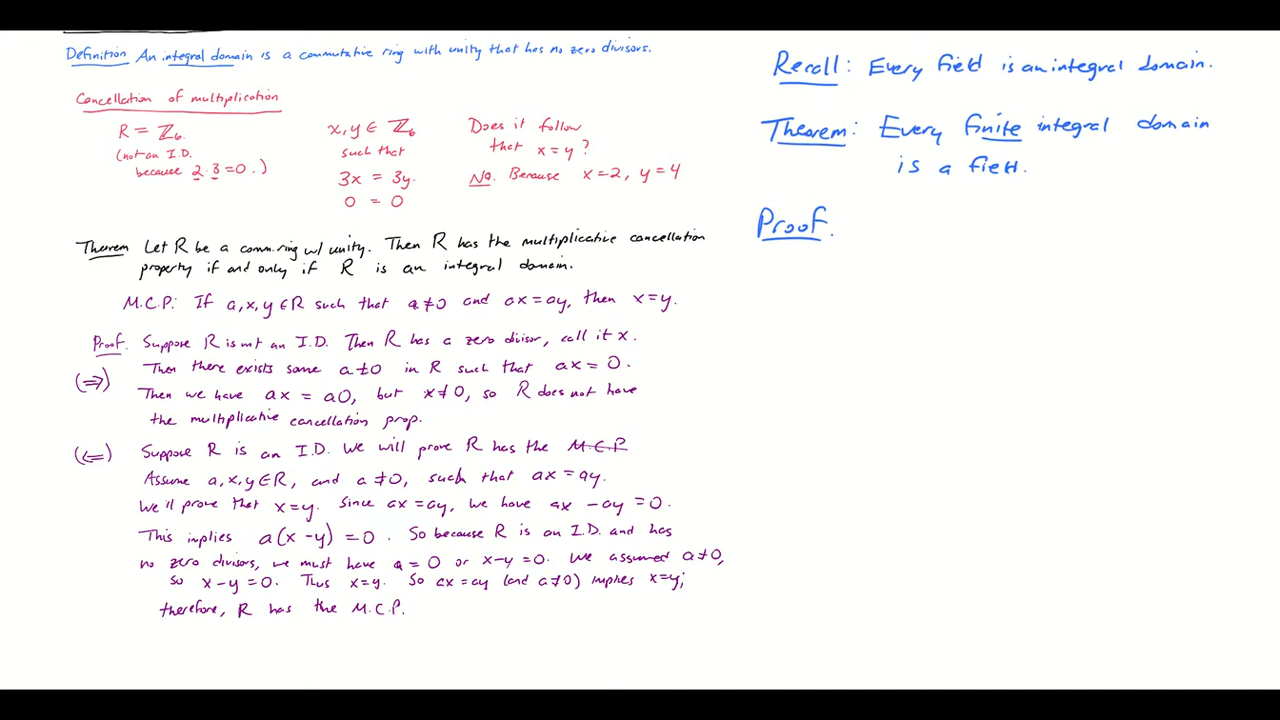 Definition An integral domain is a commutative ring with unity that has no zero divisors.
Cancellation of multiplication
R = ℤ₆
(not an I.D.
because 2·3=0.)
x, y ∈ ℤ₆
such that
3x = 3y.
0 = 0
Does it follow
that x = y?
No. Because x=2, y=4
Theorem Let R be a comm. ring w/ unity. Then R has the multiplicative cancellation
property if and only if R is an integral domain.
M.C.P: If a,x,y ∈ R such that a≠0 and ax=ay, then x=y.
Proof. Suppose R is not an I.D. Then R has a zero divisor, call it x.
(⇒) Then there exists some a≠0 in R such that ax=0.
Then we have ax = a0, but x≠0, so R does not have
the multiplicative cancellation prop.
(⇐) Suppose R is an I.D. We will prove R has the M.C.P
Assume a,x,y∈R, and a≠0, such that ax=ay.
We'll prove that x=y. Since ax=ay, we have ax-ay=0.
This implies a(x-y)=0. So because R is an I.D. and has
no zero divisors, we must have a=0 or x-y=0. We assumed a≠0,
so x-y=0. Thus x=y. So ax=ay (and a≠0) implies x=y;
therefore, R has the M.C.P.
Recall: Every field is an integral domain.
Theorem: Every finite integral domain
is a field.
Proof.